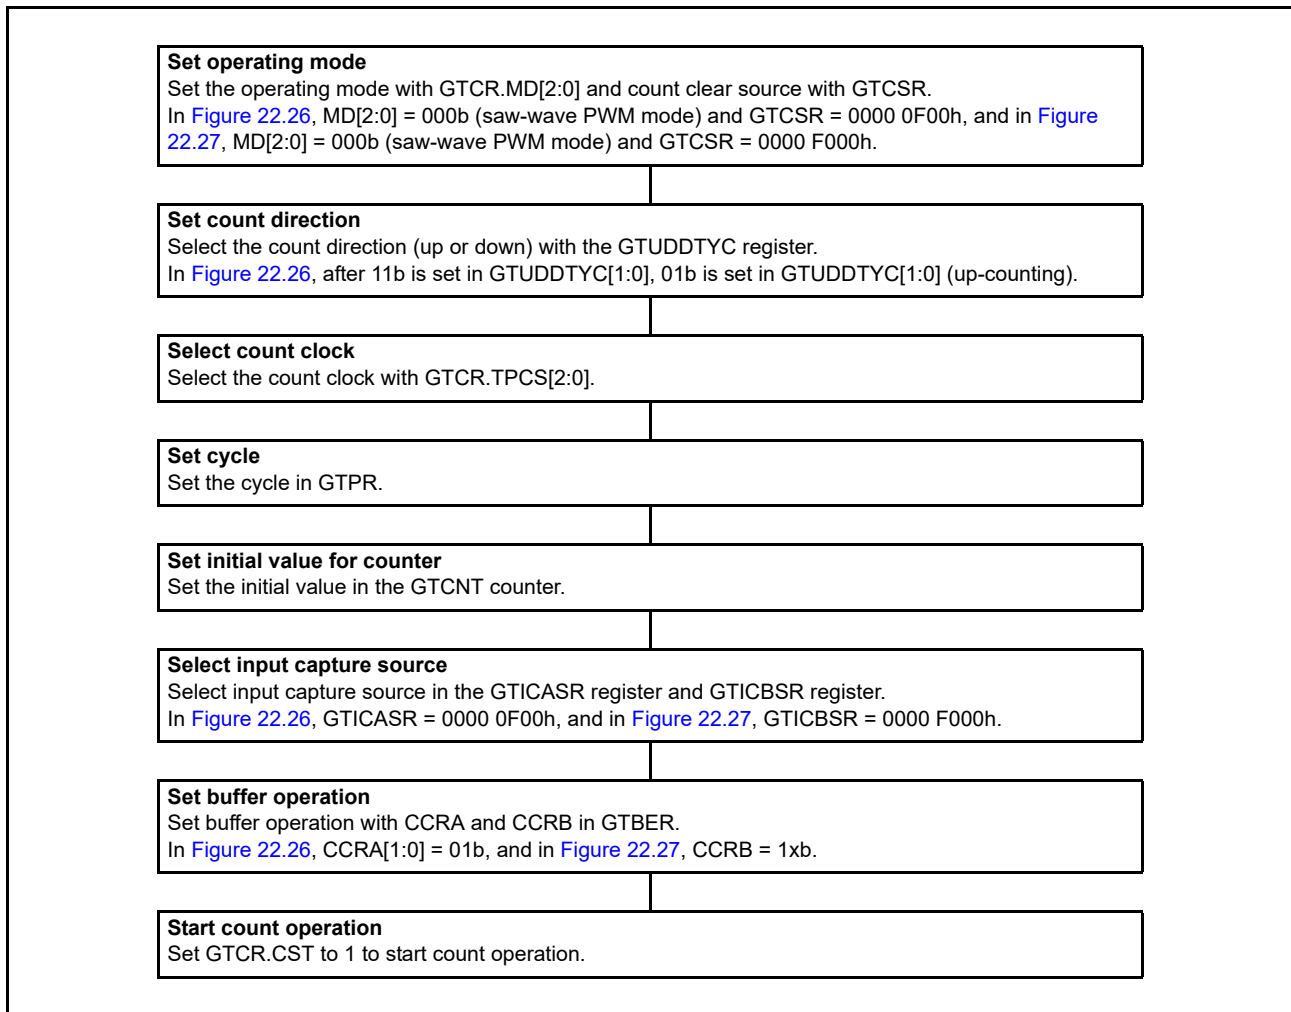 Set operating mode
Set the operating mode with GTCR.MD[2:0] and count clear source with GTCSR.
In Figure 22.26, MD[2:0] = 000b (saw-wave PWM mode) and GTCSR = 0000 0F00h, and in Figure
22.27, MD[2:0] = 000b (saw-wave PWM mode) and GTCSR = 0000 F000h.
Set count direction
Select the count direction (up or down) with the GTUDDTYC register.
In Figure 22.26, after 11b is set in GTUDDTYC[1:0], 01b is set in GTUDDTYC[1:0] (up-counting).
Select count clock
Select the count clock with GTCR.TPCS[2:0].
Set cycle
Set the cycle in GTPR.
Set initial value for counter
Set the initial value in the GTCNT counter.
Select input capture source
Select input capture source in the GTICASR register and GTICBSR register.
In Figure 22.26, GTICASR = 0000 0F00h, and in Figure 22.27, GTICBSR = 0000 F000h.
Set buffer operation
Set buffer operation with CCRA and CCRB in GTBER.
In Figure 22.26, CCRA[1:0] = 01b, and in Figure 22.27, CCRB = 1xb.
Start count operation
Set GTCR.CST to 1 to start count operation.